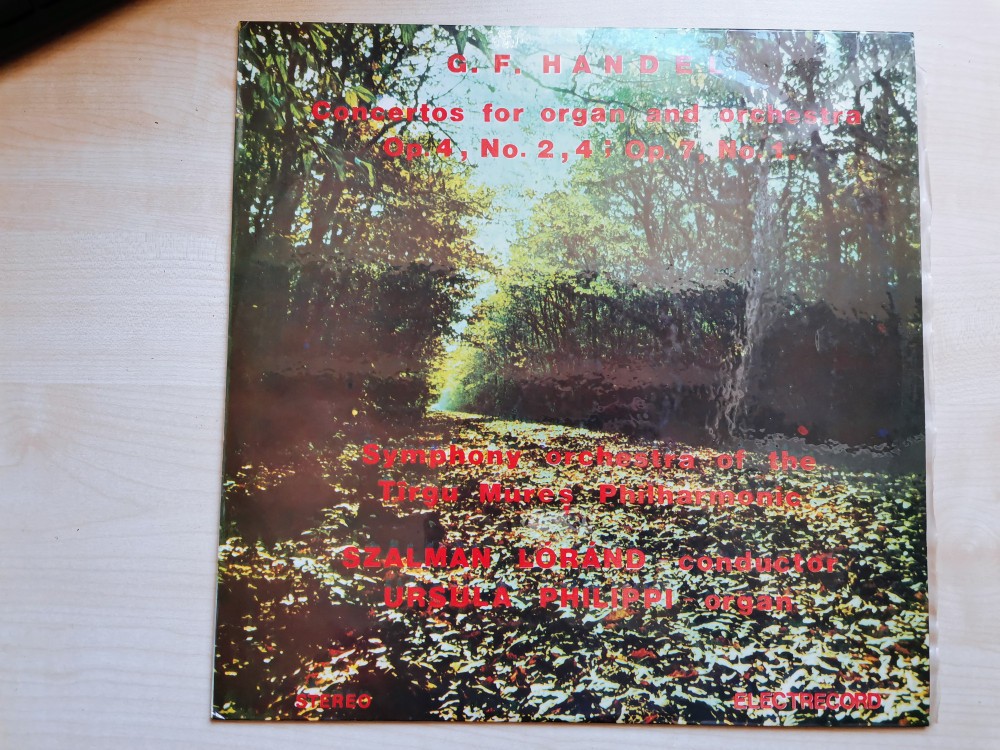 G. F. HANDEL
Concertos for organ and orchestra
Op. 4, No. 2, 4 ; Op. 7, No. 1.
Symphony orchestra of the
Tîrgu Mureş Philharmonic
SZALMAN LÓRÁND - conductor
URSULA PHILIPPI - organ
STEREO
ELECTRECORD